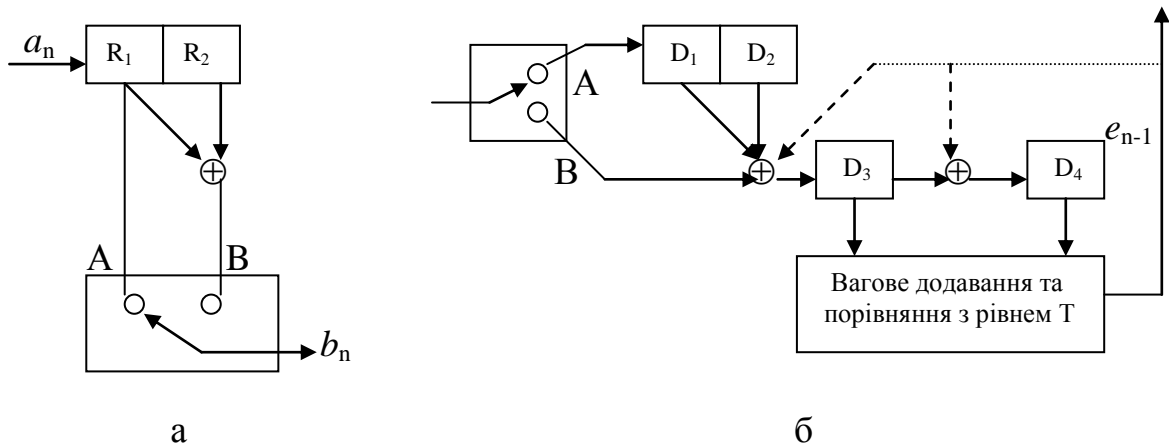 aₙ
R₁ R₂
A B
bₙ
а
A
B
D₁ D₂
D₃ D₄
eₙ₋₁
Вагове додавання та
порівняння з рівнем Т
б